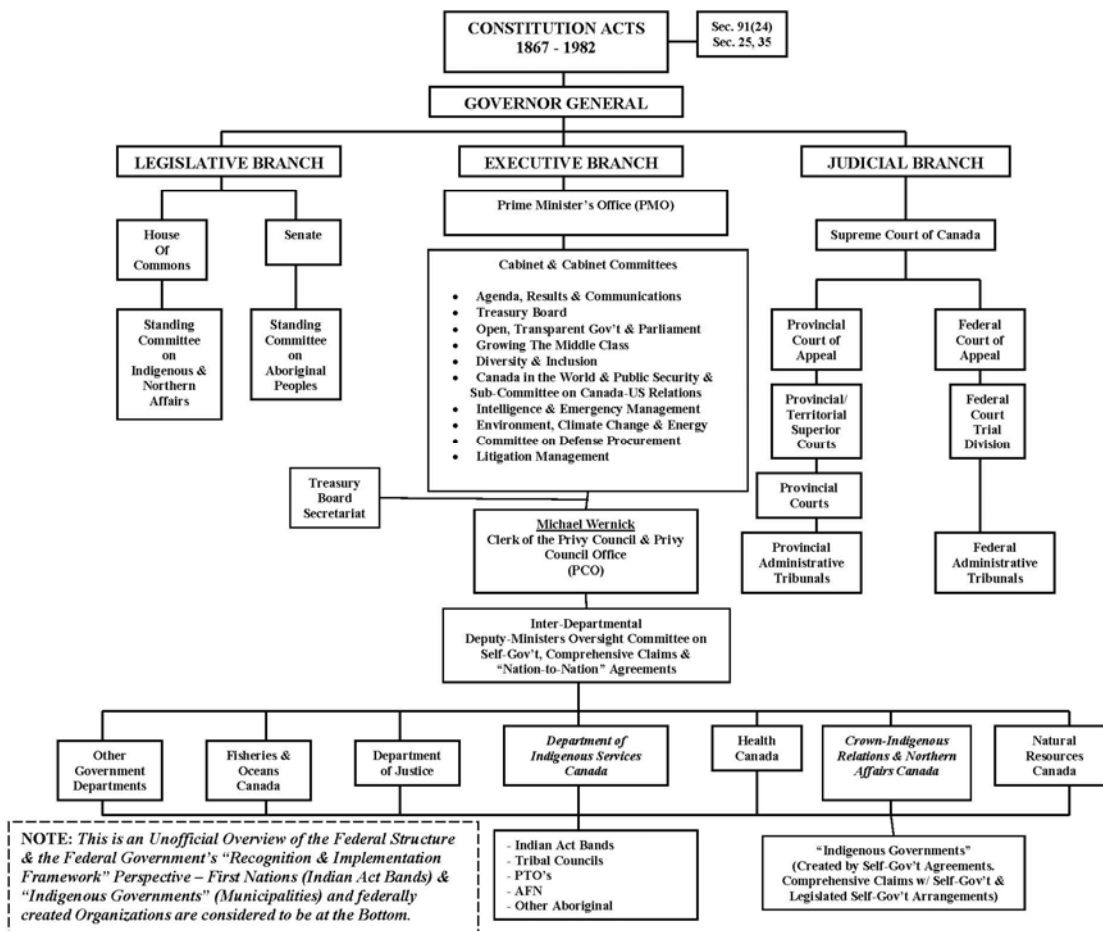 CONSTITUTION ACTS
1867 - 1982
Sec. 91(24)
Sec. 25, 35
GOVERNOR GENERAL
LEGISLATIVE BRANCH
EXECUTIVE BRANCH
JUDICIAL BRANCH
House
Of
Commons
Senate
Standing
Committee
on
Indigenous &
Northern
Affairs
Standing
Committee
on
Aboriginal
Peoples
Prime Minister's Office (PMO)
Cabinet & Cabinet Committees
• Agenda, Results & Communications
• Treasury Board
• Open, Transparent Gov't & Parliament
• Growing The Middle Class
• Diversity & Inclusion
• Canada in the World & Public Security &
Sub-Committee on Canada-US Relations
• Intelligence & Emergency Management
• Environment, Climate Change & Energy
• Committee on Defense Procurement
• Litigation Management
Supreme Court of Canada
Provincial
Court of
Appeal
Federal
Court of
Appeal
Provincial/
Territorial
Superior
Courts
Federal
Court
Trial
Division
Provincial
Courts
Provincial
Administrative
Tribunals
Federal
Administrative
Tribunals
Treasury
Board
Secretariat
Michael Wernick
Clerk of the Privy Council & Privy
Council Office
(PCO)
Inter-Departmental
Deputy-Ministers Oversight Committee on
Self-Gov't, Comprehensive Claims &
“Nation-to-Nation” Agreements
Other
Government
Departments
Fisheries &
Oceans
Canada
Department
of Justice
Department of
Indigenous Services
Canada
Health
Canada
Crown-Indigenous
Relations & Northern
Affairs Canada
Natural
Resources
Canada
NOTE: This is an Unofficial Overview of the Federal Structure
& the Federal Government's “Recognition & Implementation
Framework” Perspective – First Nations (Indian Act Bands) &
“Indigenous Governments” (Municipalities) and federally
created Organizations are considered to be at the Bottom.
- Indian Act Bands
- Tribal Councils
- PTO's
- AFN
- Other Aboriginal
“Indigenous Governments”
(Created by Self-Gov't Agreements.
Comprehensive Claims w/ Self-Gov't &
Legislated Self-Gov't Arrangements)